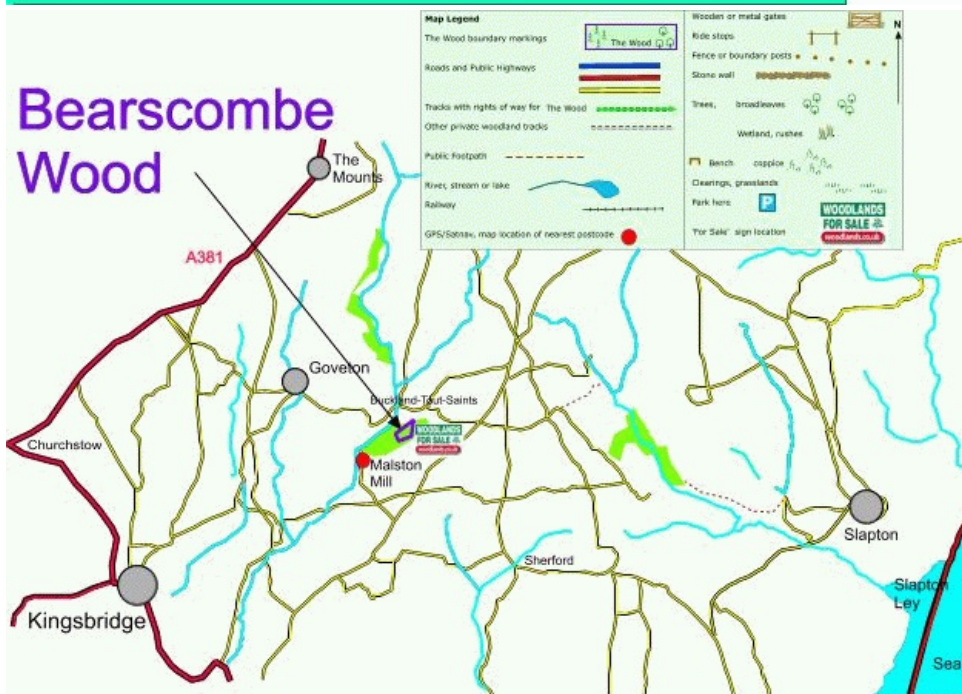 Map Legend
The Wood boundary markings
The Wood
Roads and Public Highways
Tracks with rights of way for The Wood
Other private woodland tracks
Public Footpath
River, stream or lake
Railway
GPS/Satnav, map location of nearest postcode
Wooden or metal gates
N
Ride stops
Fence or boundary posts
Stone wall
Trees, broadleaves
Wetland, rushes
Bench coppice
Clearings, grasslands
Park here P
'For Sale' sign location
WOODLANDS
FOR SALE
woodlands.co.uk
Bearscombe
Wood
The
Mounts
A381
Goveton
Buckland-Tout-Saints
WOODLANDS
FOR SALE
woodlands.co.uk
Churchstow
Malston
Mill
Slapton
Sherford
Kingsbridge
Slapton
Ley
Sea